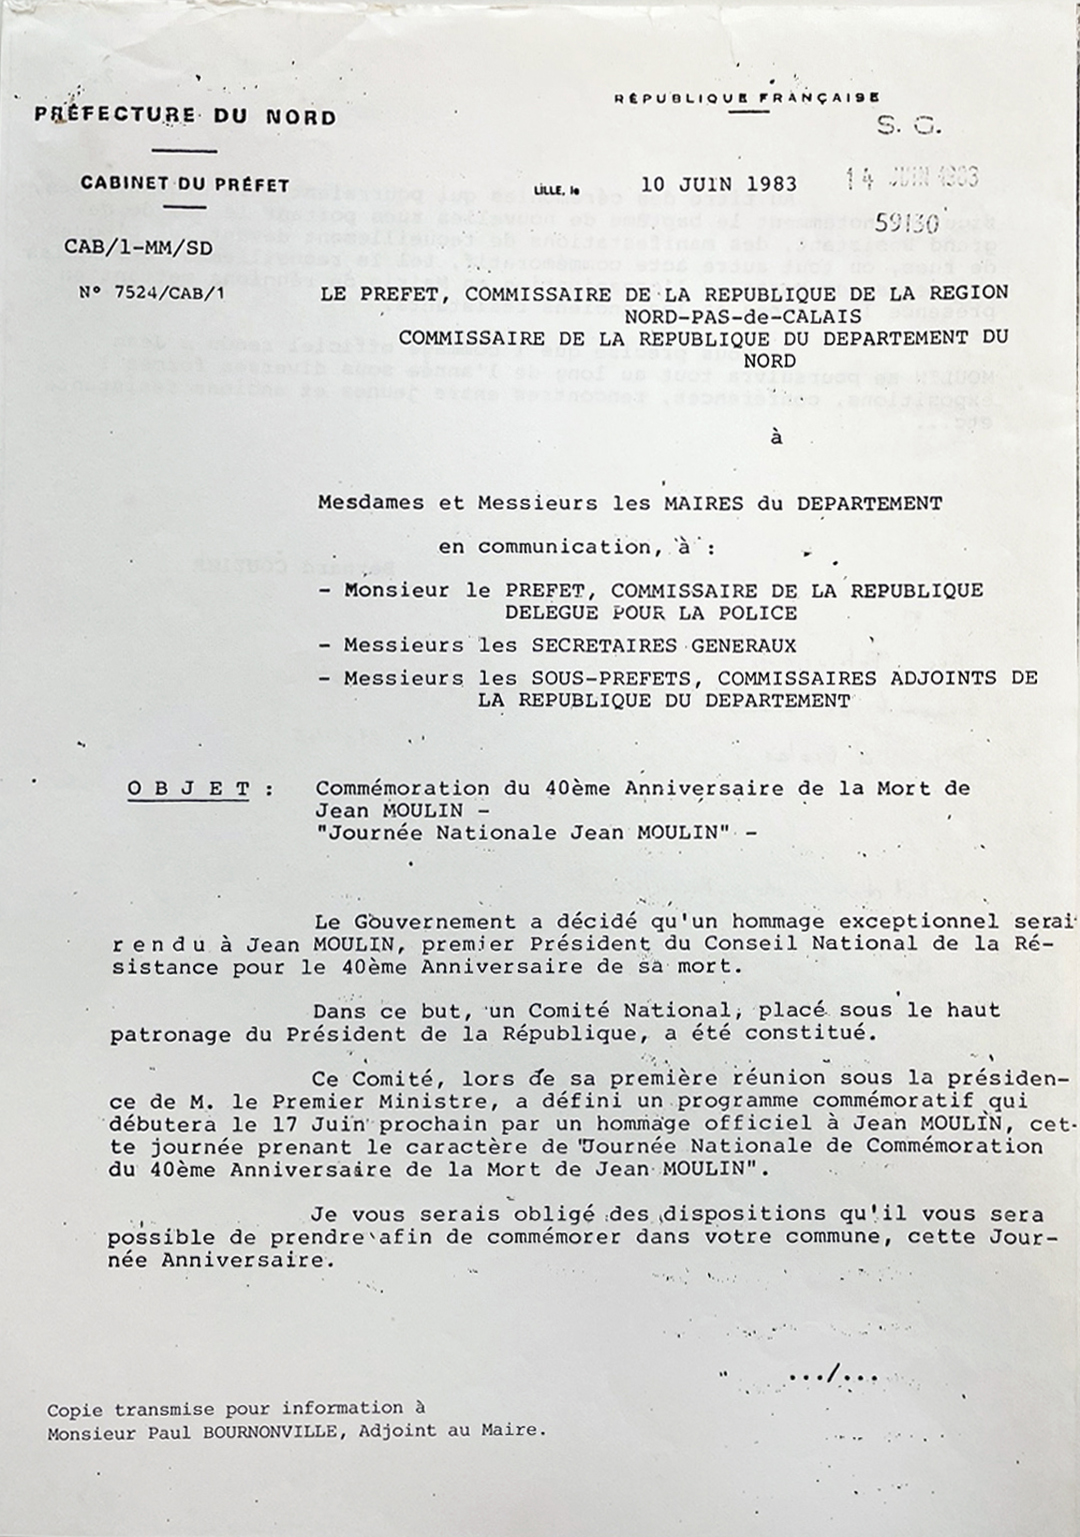 PRÉFECTURE DU NORD
RÉPUBLIQUE FRANÇAISE
S. G.
CABINET DU PRÉFET
LILLE, le 10 JUIN 1983
14 JUIN 1983
59130
CAB/1-MM/SD
N° 7524/CAB/1
LE PREFET, COMMISSAIRE DE LA REPUBLIQUE DE LA REGION
NORD-PAS-de-CALAIS
COMMISSAIRE DE LA REPUBLIQUE DU DEPARTEMENT DU
NORD
à
Mesdames et Messieurs les MAIRES du DEPARTEMENT
en communication, à :
- Monsieur le PREFET, COMMISSAIRE DE LA REPUBLIQUE
DELEGUE POUR LA POLICE
- Messieurs les SECRETAIRES GENERAUX
- Messieurs les SOUS-PREFETS, COMMISSAIRES ADJOINTS DE
LA REPUBLIQUE DU DEPARTEMENT
O B J E T : Commémoration du 40ème Anniversaire de la Mort de
Jean MOULIN -
"Journée Nationale Jean MOULIN" -
Le Gouvernement a décidé qu'un hommage exceptionnel serai
r e n d u à Jean MOULIN, premier Président du Conseil National de la Ré-
sistance pour le 40ème Anniversaire de sa mort.
Dans ce but, un Comité National, placé sous le haut
patronage du Président de la République, a été constitué.
Ce Comité, lors de sa première réunion sous la présiden-
ce de M. le Premier Ministre, a défini un programme commémoratif qui
débutera le 17 Juin prochain par un hommage officiel à Jean MOULIN, cet-
te journée prenant le caractère de "Journée Nationale de Commémoration
du 40ème Anniversaire de la Mort de Jean MOULIN".
Je vous serais obligé des dispositions qu'il vous sera
possible de prendre afin de commémorer dans votre commune, cette Jour-
née Anniversaire.
.../...
Copie transmise pour information à
Monsieur Paul BOURNONVILLE, Adjoint au Maire.